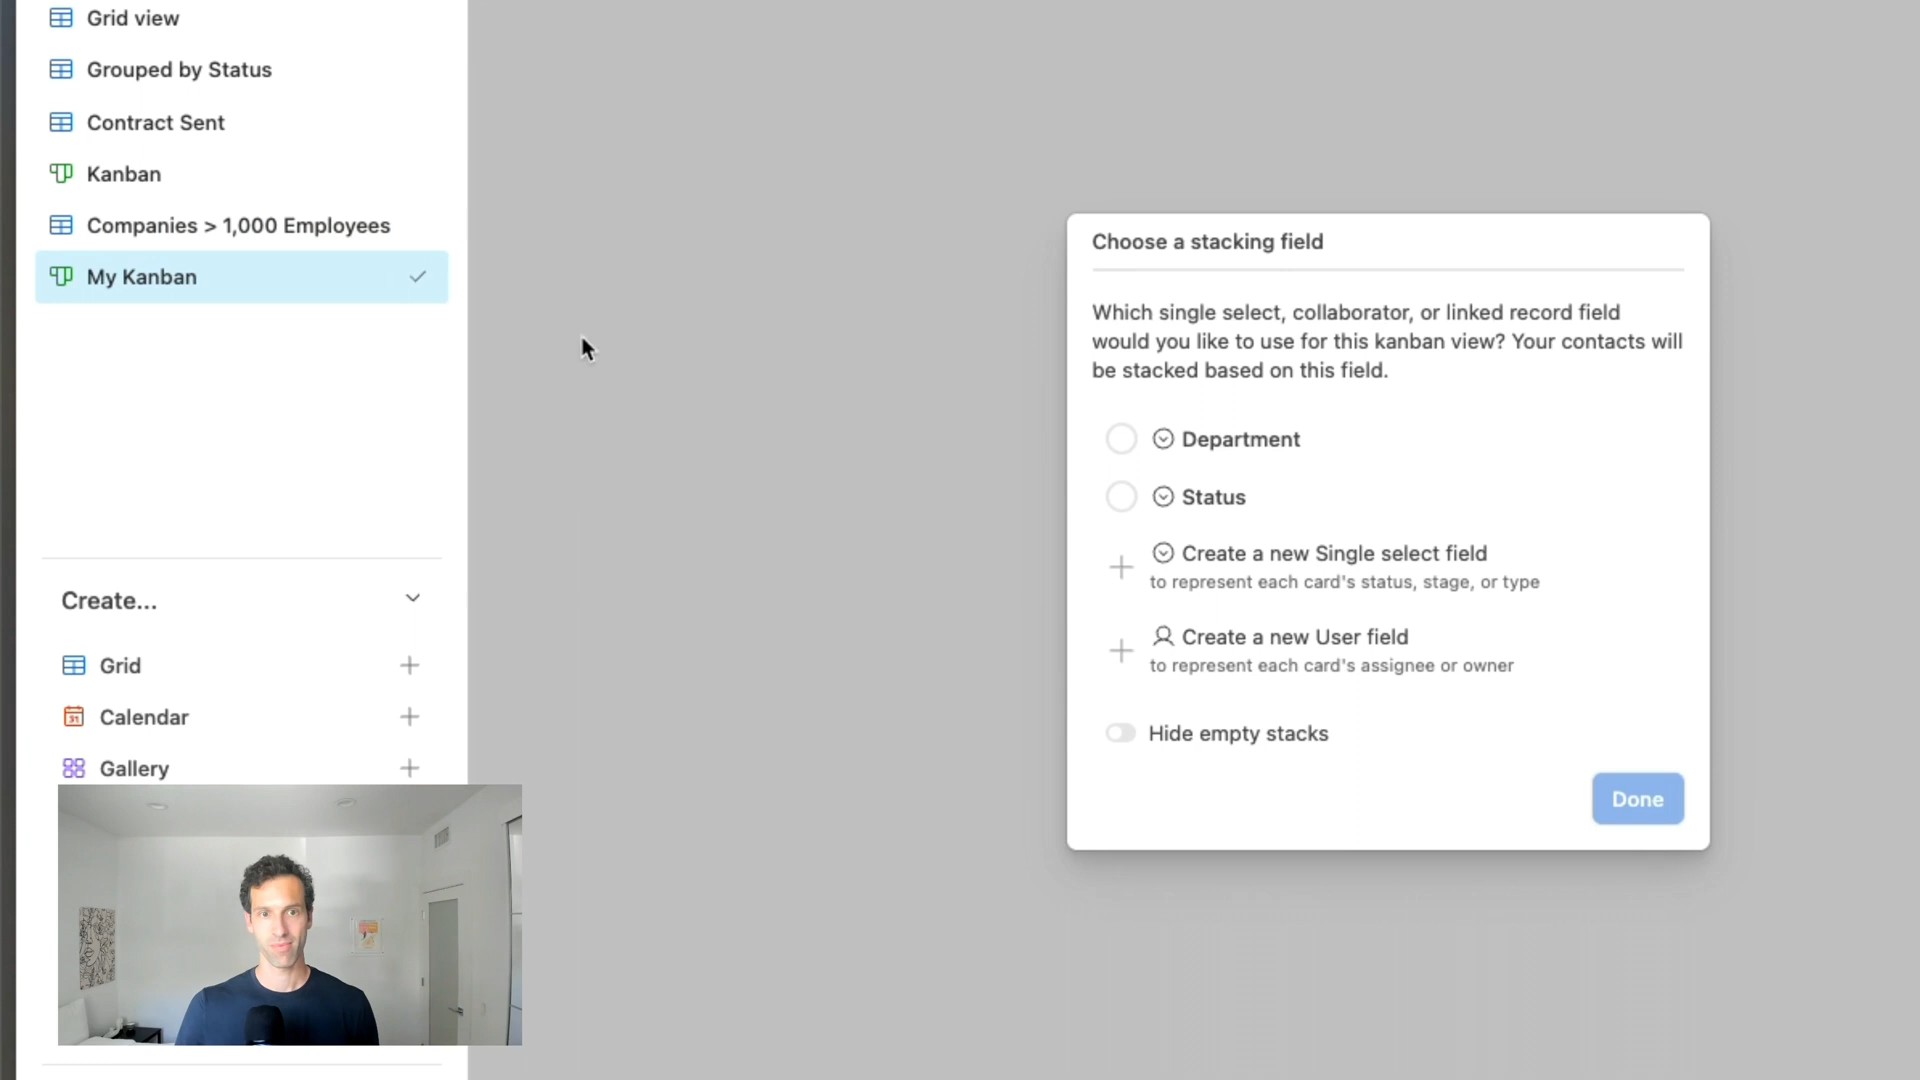 Grid view
Grouped by Status
Contract Sent
Kanban
Companies > 1,000 Employees
My Kanban
Create...
Grid
31
Calendar
Gallery
Choose a stacking field
Which single select, collaborator, or linked record field
would you like to use for this kanban view? Your contacts will
be stacked based on this field.
Department
Status
Create a new Single select field
to represent each card's status, stage, or type
Create a new User field
to represent each card's assignee or owner
Hide empty stacks
Done